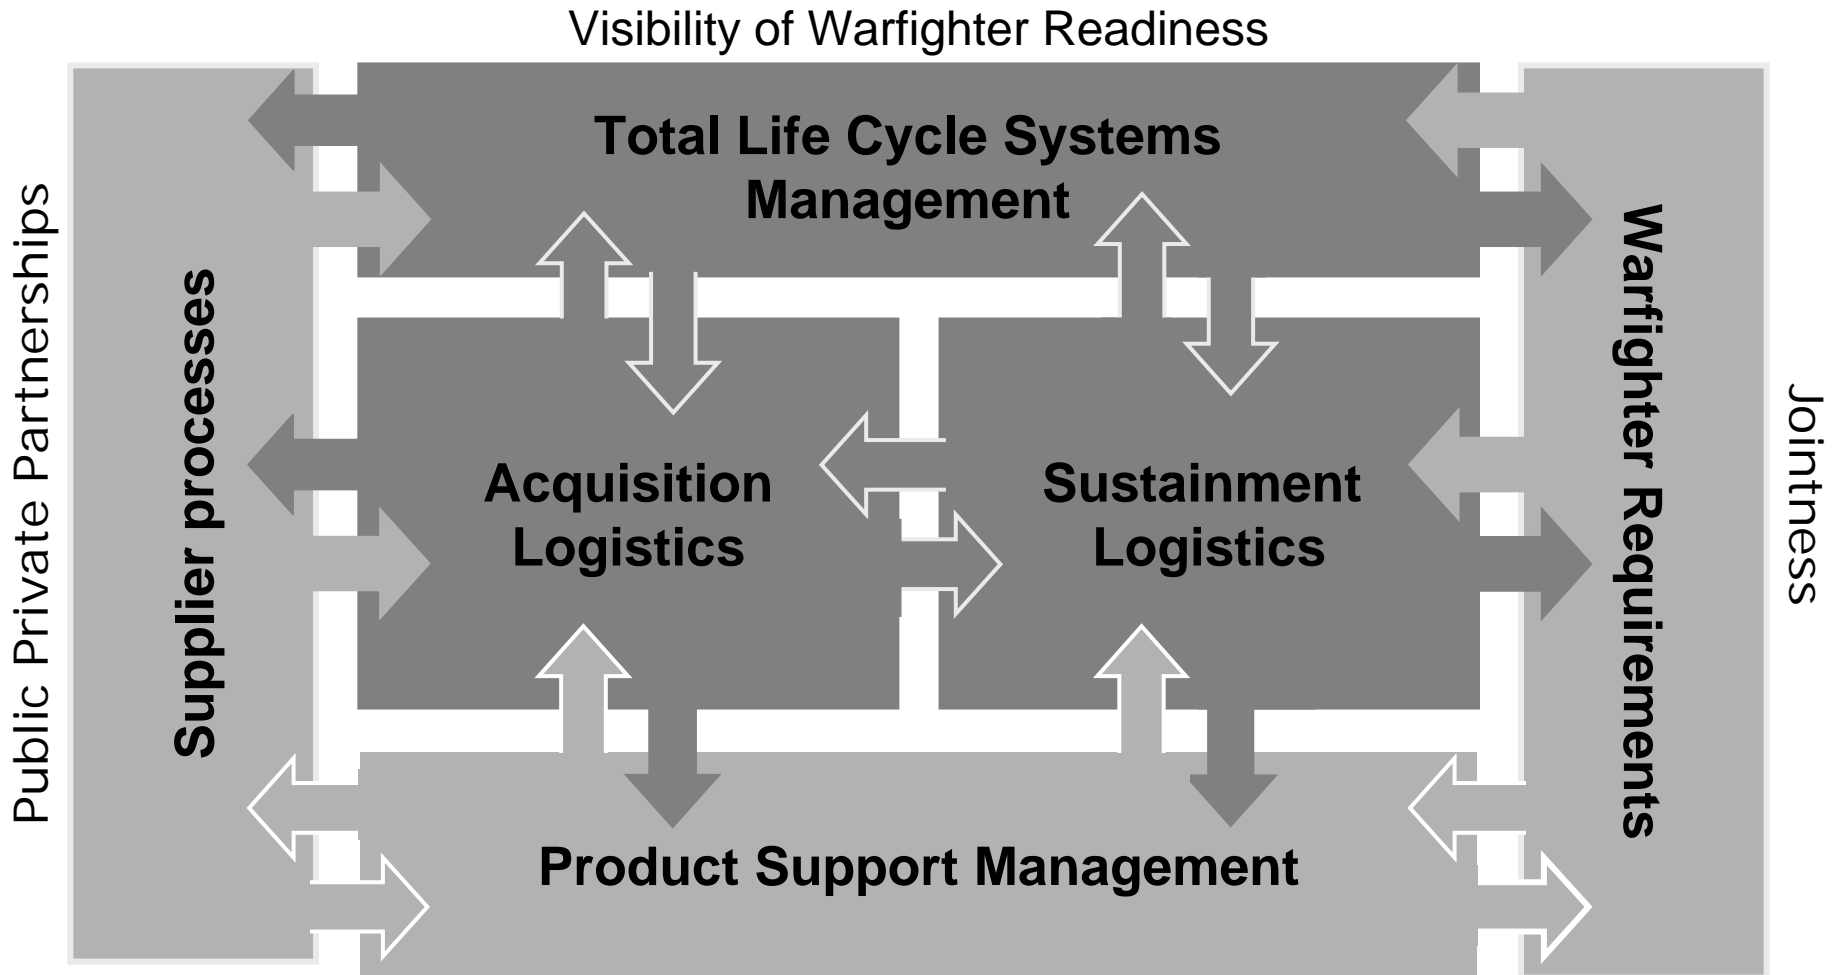 Visibility of Warfighter Readiness
Public Private Partnerships
Supplier processes
Total Life Cycle Systems
Management
Acquisition
Logistics
Sustainment
Logistics
Product Support Management
Warfighter Requirements
Jointness